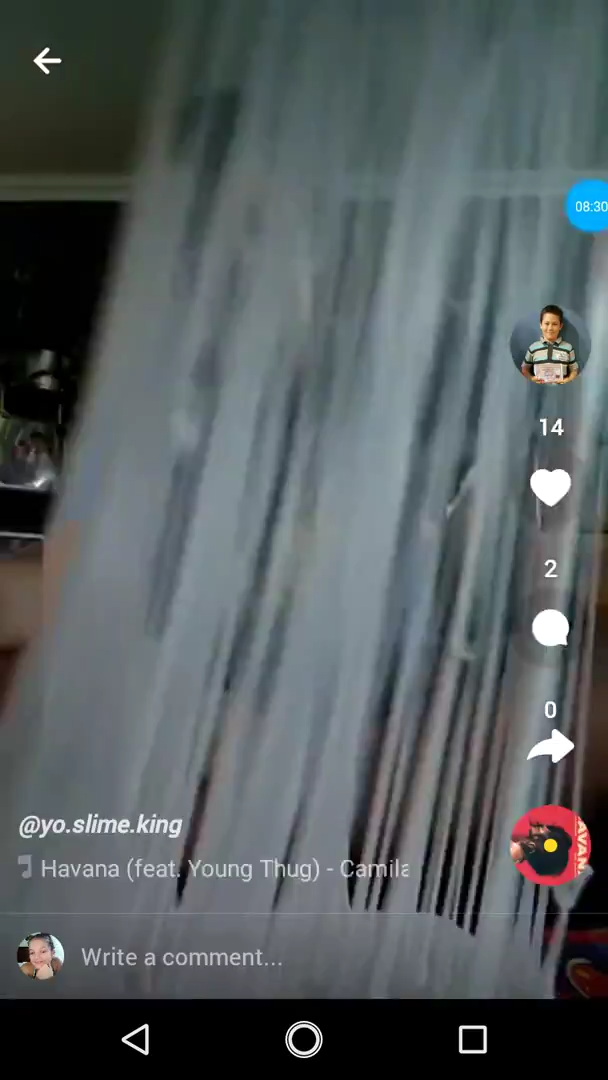 08:30
14
2
0
@yo.slime.king
Havana (feat. Young Thug) - Camila
Write a comment...